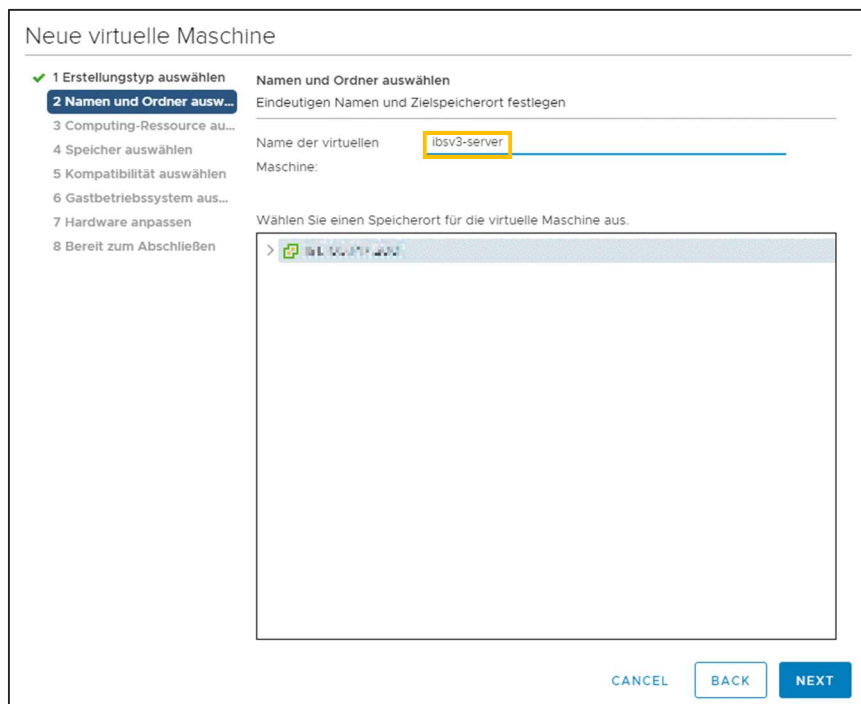 Neue virtuelle Maschine
1 Erstellungstyp auswählen
2 Namen und Ordner ausw...
3 Computing-Ressource au...
4 Speicher auswählen
5 Kompatibilität auswählen
6 Gastbetriebssystem aus...
7 Hardware anpassen
8 Bereit zum Abschließen
Namen und Ordner auswählen
Eindeutigen Namen und Zielspeicherort festlegen
Name der virtuellen
Maschine:
ibsv3-server
Wählen Sie einen Speicherort für die virtuelle Maschine aus.
CANCEL
BACK
NEXT